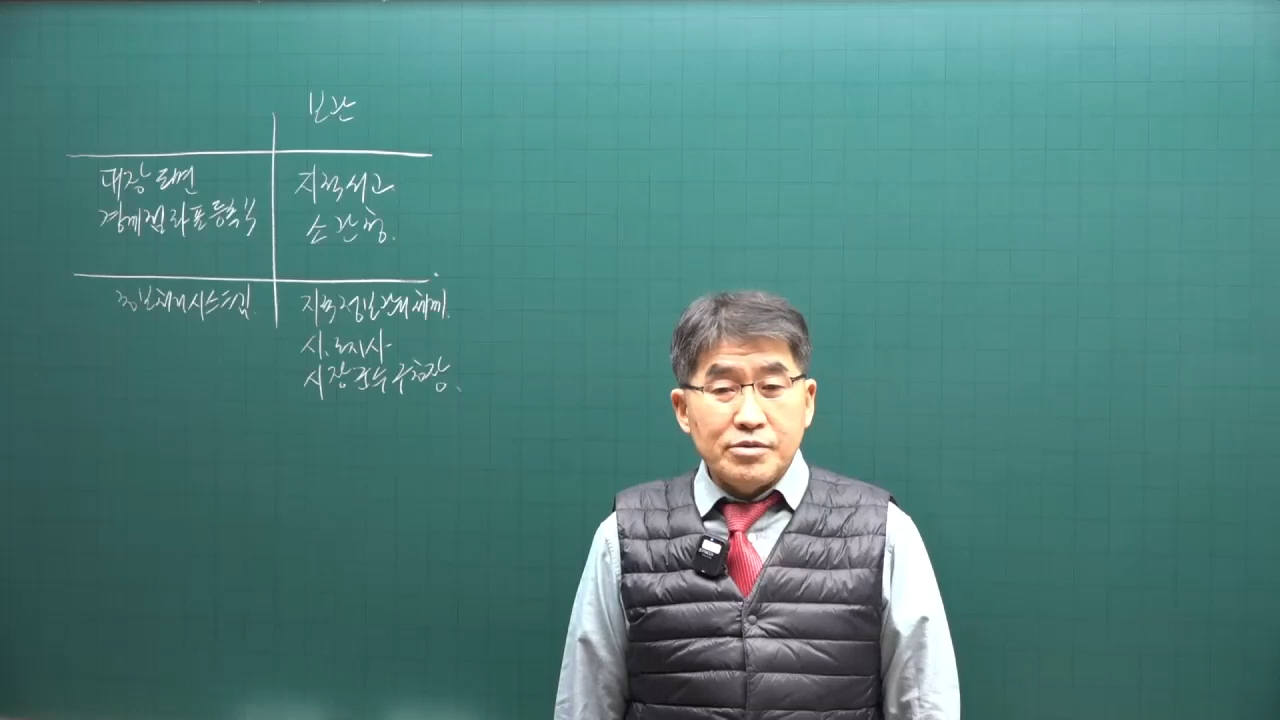 보관
대장 도면
경계점좌표등록부
지적서고
소관청.
정보처리시스템.
지적정보관리체계.
시.도지사.
시장군수구청장.